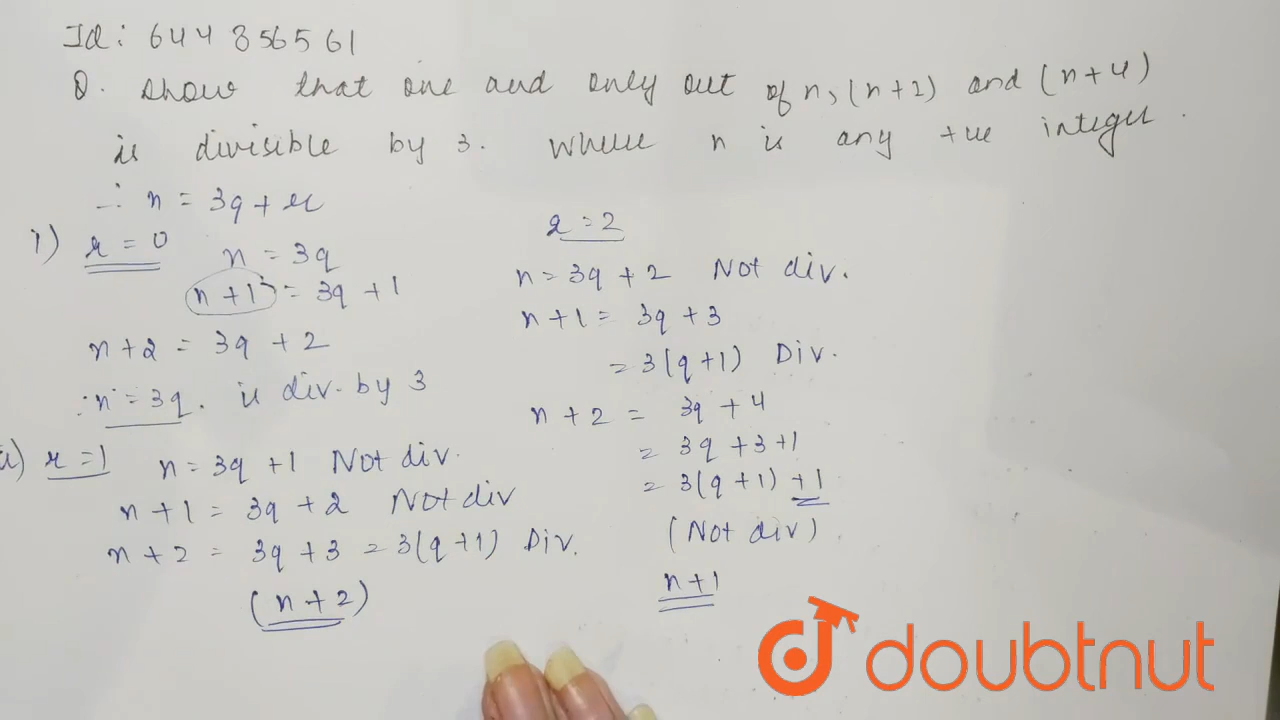 Id: 644 856561
Q. Show that one and only out of n, (n+2) and (n+4)
is divisible by 3. where n is any +ve integer.
∴ n = 3q + r
i) r = 0 n = 3q
n+1 = 3q + 1
n+2 = 3q + 2
∴ n = 3q. is div. by 3
ii) r = 1 n = 3q + 1 Not div.
n+1 = 3q + 2 Not div
n+2 = 3q + 3 = 3(q+1) Div.
(n+2)
r = 2
n = 3q + 2 Not div.
n+1 = 3q + 3
= 3(q+1) Div.
n+2 = 3q + 4
= 3q + 3 + 1
= 3(q+1) + 1
(Not div)
n+1
doubtnut